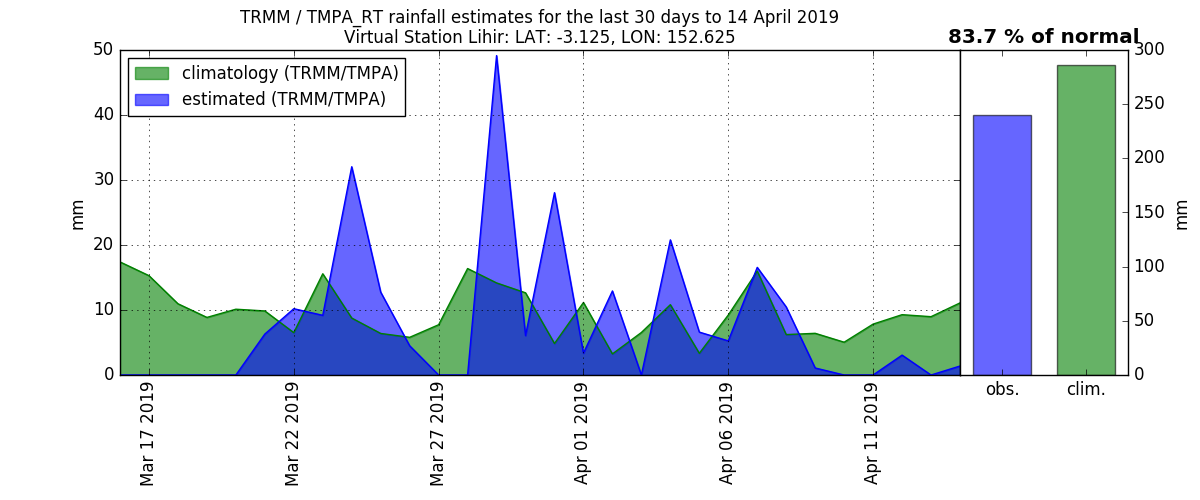 TRMM / TMPA_RT rainfall estimates for the last 30 days to 14 April 2019
Virtual Station Lihir: LAT: -3.125, LON: 152.625
83.7 % of normal
climatology (TRMM/TMPA)
estimated (TRMM/TMPA)
50
40
30
20
10
0
mm
300
250
200
150
100
50
0
mm
Mar 17 2019
Mar 22 2019
Mar 27 2019
Apr 01 2019
Apr 06 2019
Apr 11 2019
obs.
clim.